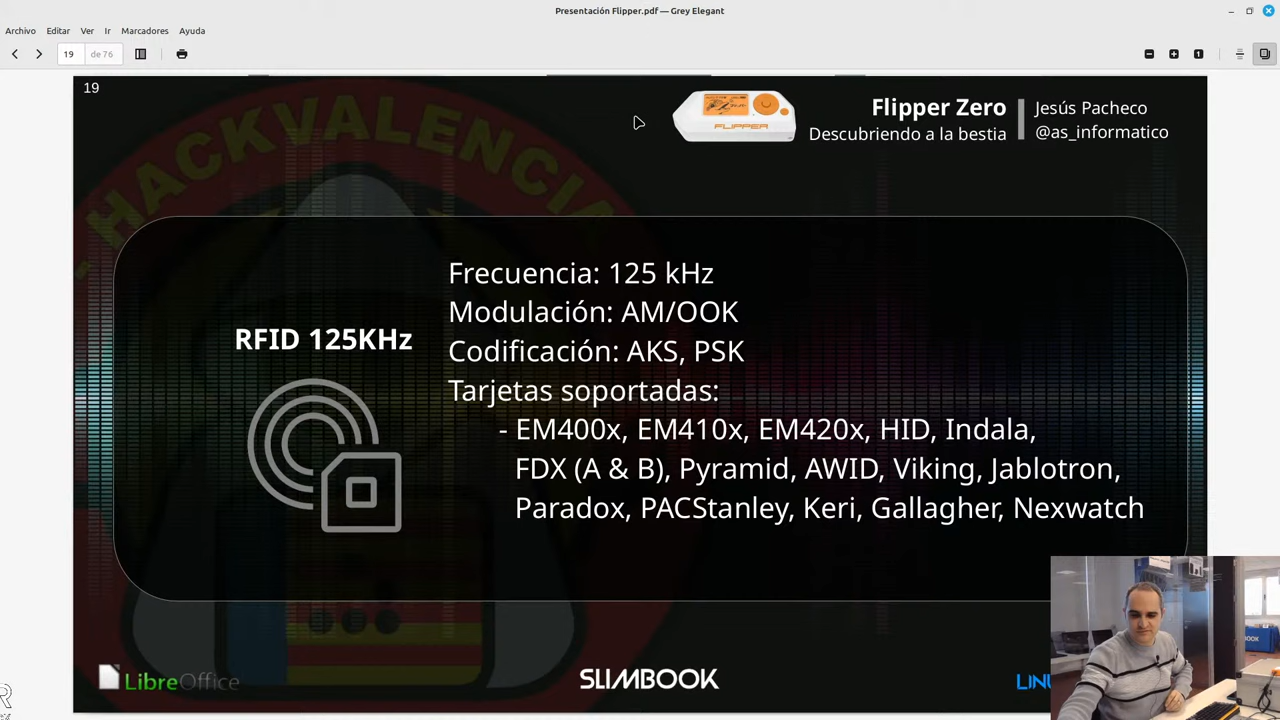 Presentación Flipper.pdf — Grey Elegant
Archivo Editar Ver Ir Marcadores Ayuda
19 de 76
19
HACKVALENCIA
FLIPPER
Flipper Zero
Descubriendo a la bestia
Jesús Pacheco
@as_informatico
RFID 125KHz
Frecuencia: 125 kHz
Modulación: AM/OOK
Codificación: AKS, PSK
Tarjetas soportadas:
- EM400x, EM410x, EM420x, HID, Indala,
FDX (A & B), Pyramid, AWID, Viking, Jablotron,
Paradox, PACStanley, Keri, Gallagher, Nexwatch
LibreOffice
SLIMBOOK